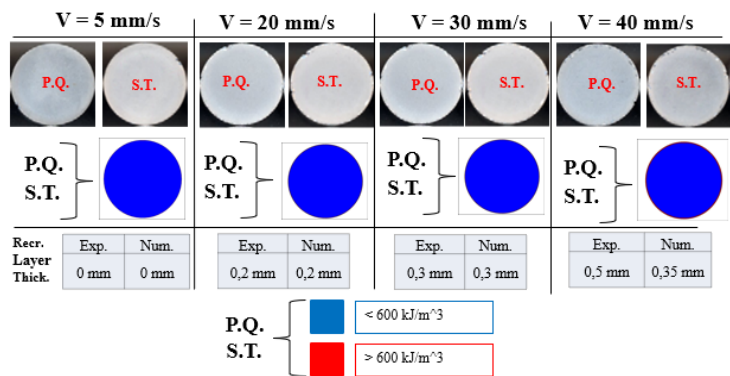 V = 5 mm/s V = 20 mm/s V = 30 mm/s V = 40 mm/s
P.Q. S.T. P.Q. S.T. P.Q. S.T. P.Q. S.T.
P.Q. P.Q. P.Q. P.Q.
S.T. S.T. S.T. S.T.
Recr. Exp. Num. Exp. Num. Exp. Num. Exp. Num.
Layer
Thick. 0 mm 0 mm 0,2 mm 0,2 mm 0,3 mm 0,3 mm 0,5 mm 0,35 mm
< 600 kJ/m^3
P.Q.
S.T.
> 600 kJ/m^3